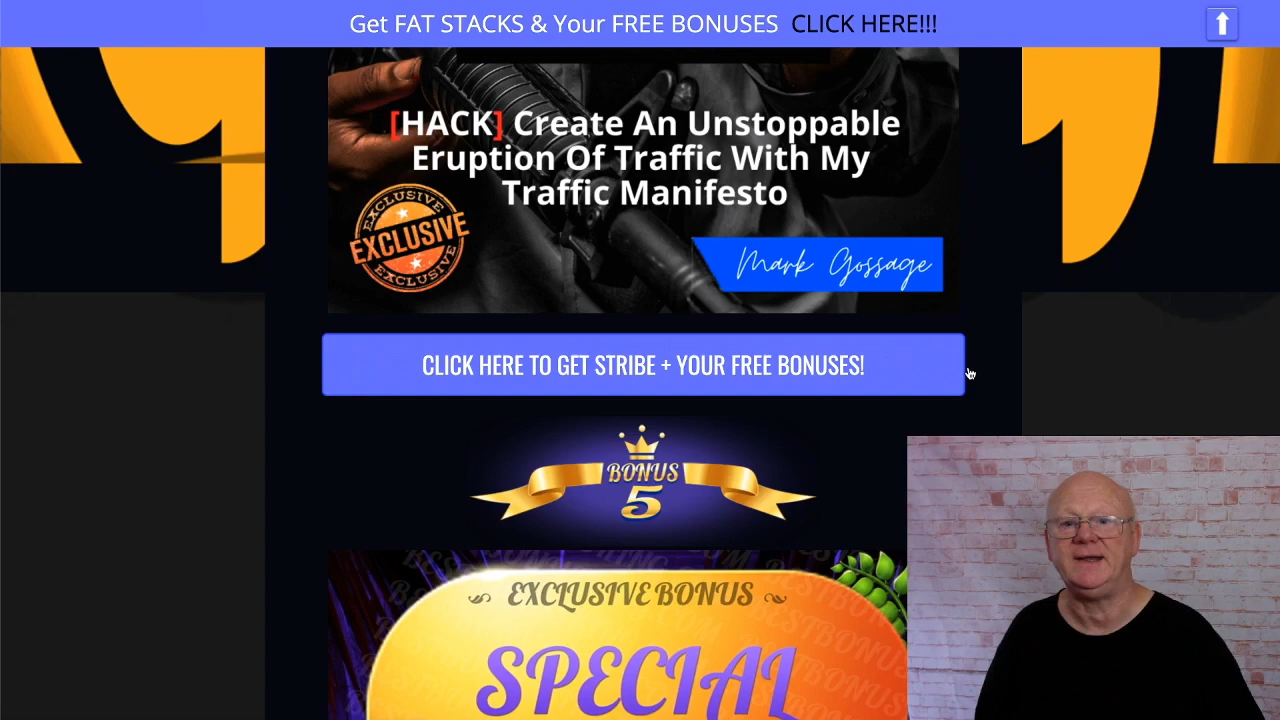 Get FAT STACKS & Your FREE BONUSES CLICK HERE!!!
[HACK] Create An Unstoppable
Eruption Of Traffic With My
Traffic Manifesto
EXCLUSIVE
EXCLUSIVE
EXCLUSIVE
Mark Gossage
CLICK HERE TO GET STRIBE + YOUR FREE BONUSES!
BONUS
5
EXCLUSIVE BONUS
SPECIAL